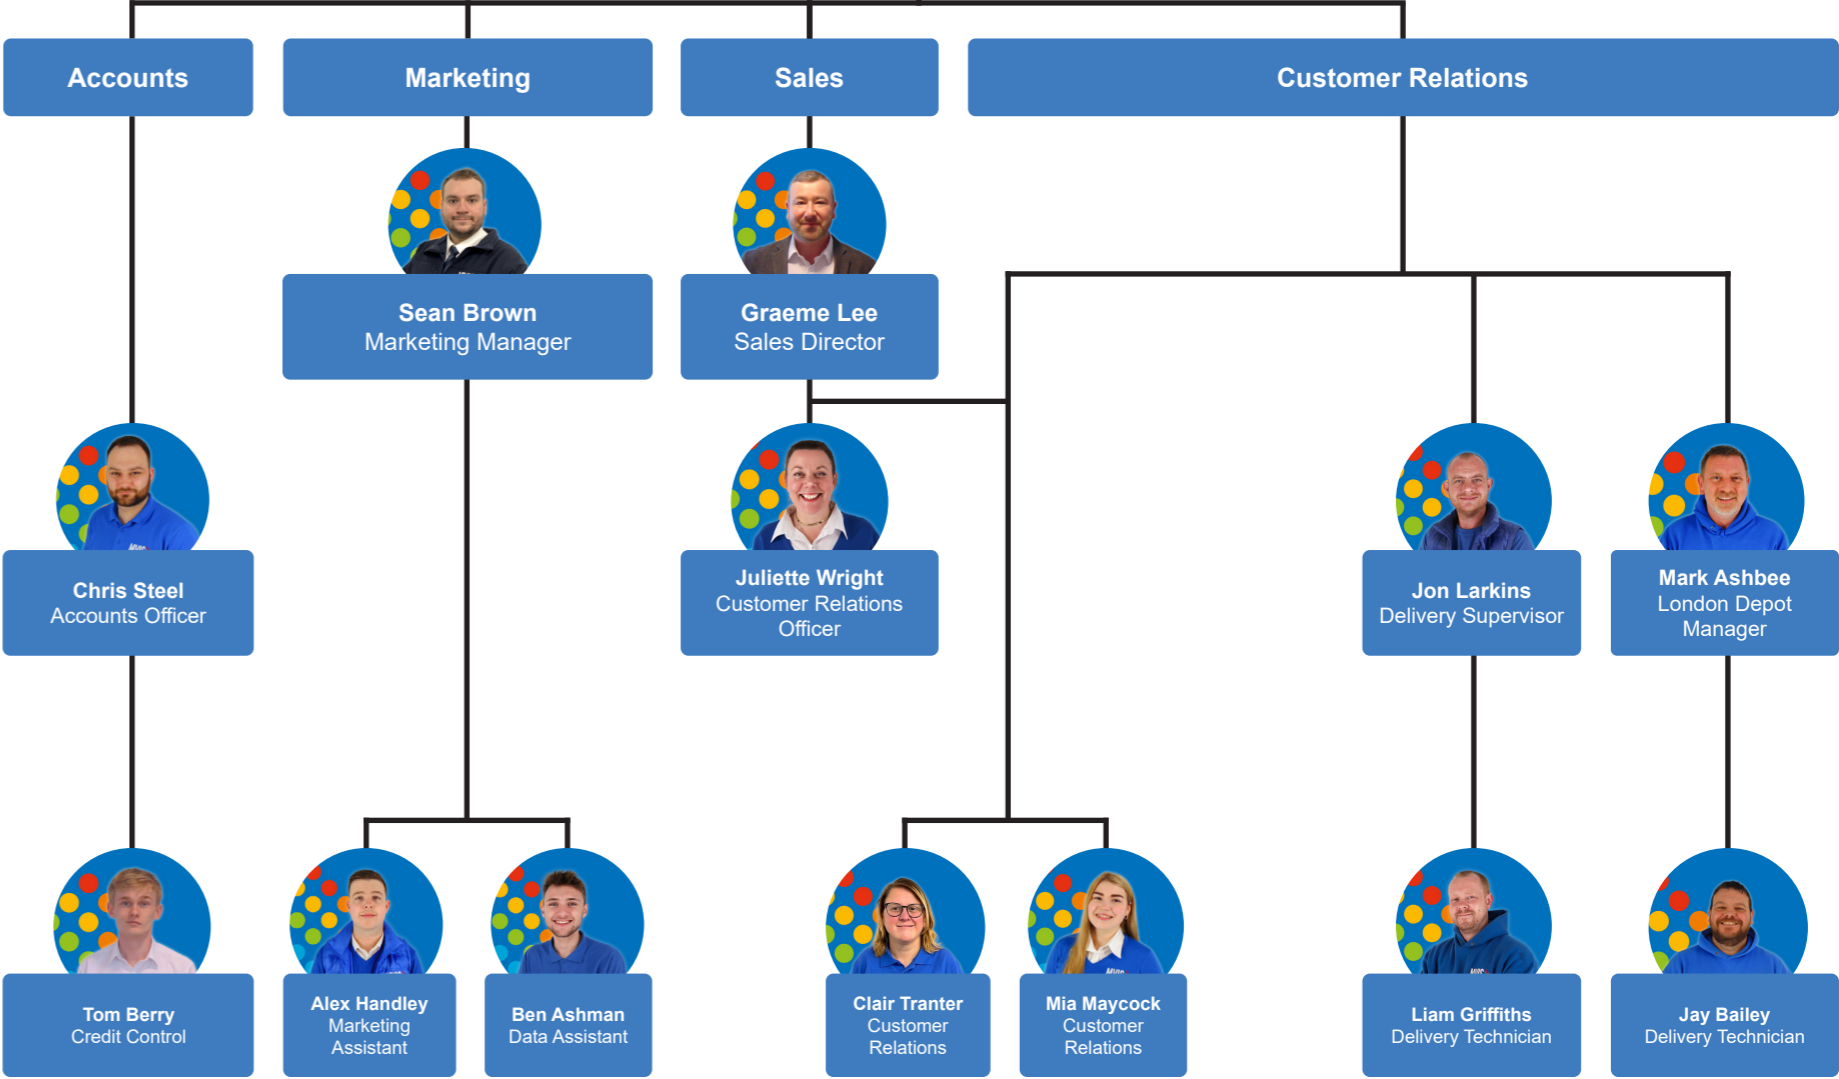 Accounts
Marketing
Sales
Customer Relations
Sean Brown
Marketing Manager
Graeme Lee
Sales Director
Chris Steel
Accounts Officer
Juliette Wright
Customer Relations
Officer
Jon Larkins
Delivery Supervisor
Mark Ashbee
London Depot
Manager
Tom Berry
Credit Control
Alex Handley
Marketing
Assistant
Ben Ashman
Data Assistant
Clair Tranter
Customer
Relations
Mia Maycock
Customer
Relations
Liam Griffiths
Delivery Technician
Jay Bailey
Delivery Technician